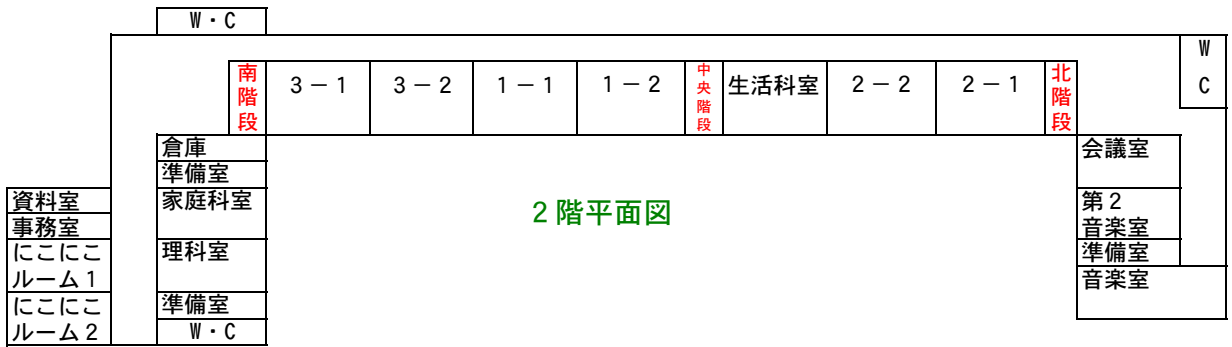 W・C
W
C
南
階
段
3－1
3－2
1－1
1－2
中
央
階
段
生活科室
2－2
2－1
北
階
段
倉庫
準備室
家庭科室
理科室
準備室
W・C
資料室
事務室
にこにこ
ルーム1
にこにこ
ルーム2
2階平面図
会議室
第2
音楽室
準備室
音楽室